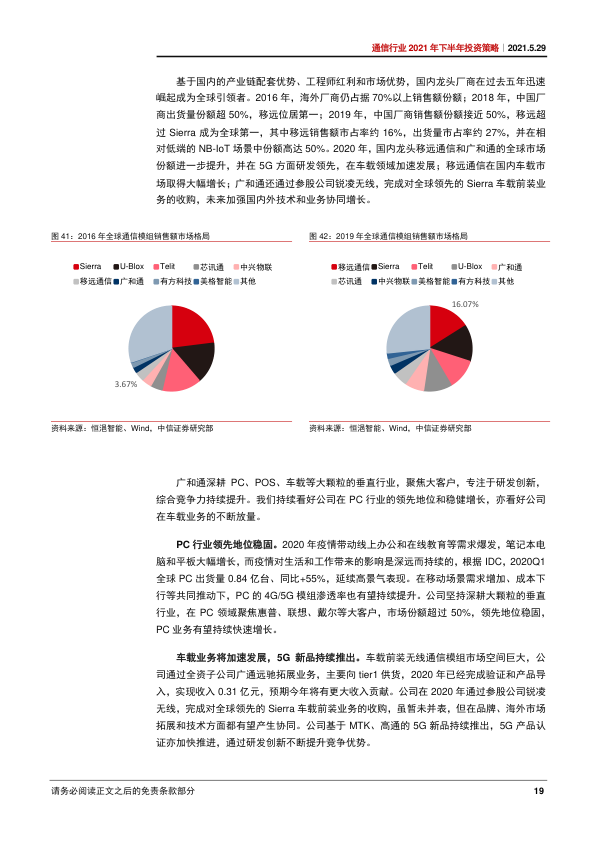 通信行业 2021 年下半年投资策略｜2021.5.29
基于国内的产业链配套优势、工程师红利和市场优势，国内龙头厂商在过去五年迅速
崛起成为全球引领者。2016 年，海外厂商仍占据 70%以上销售额份额；2018 年，中国厂
商出货量份额超 50%，移远位居第一；2019 年，中国厂商销售额份额接近 50%，移远超
过 Sierra 成为全球第一，其中移远销售额市占率约 16%，出货量市占率约 27%，并在相
对低端的 NB-IoT 场景中份额高达 50%。2020 年，国内龙头移远通信和广和通的全球市场
份额进一步提升，并在 5G 方面研发领先，在车载领域加速发展；移远通信在国内车载市
场取得大幅增长；广和通还通过参股公司锐凌无线，完成对全球领先的 Sierra 车载前装业
务的收购，未来加强国内外技术和业务协同增长。
图 41：2016 年全球通信模组销售额市场格局
Sierra U-Blox Telit 芯讯通 中兴物联
移远通信 广和通 有方科技 美格智能 其他
3.67%
资料来源：恒浥智能、Wind，中信证券研究部
图 42：2019 年全球通信模组销售额市场格局
移远通信 Sierra Telit U-Blox 广和通
芯讯通 中兴物联 美格智能 有方科技 其他
16.07%
资料来源：恒浥智能、Wind，中信证券研究部
广和通深耕 PC、POS、车载等大颗粒的垂直行业，聚焦大客户，专注于研发创新，
综合竞争力持续提升。我们持续看好公司在 PC 行业的领先地位和稳健增长，亦看好公司
在车载业务的不断放量。
PC 行业领先地位稳固。2020 年疫情带动线上办公和在线教育等需求爆发，笔记本电
脑和平板大幅增长，而疫情对生活和工作带来的影响是深远而持续的，根据 IDC，2020Q1
全球 PC 出货量 0.84 亿台、同比+55%，延续高景气表现。在移动场景需求增加、成本下
行等共同推动下，PC 的 4G/5G 模组渗透率也有望持续提升。公司坚持深耕大颗粒的垂直
行业，在 PC 领域聚焦惠普、联想、戴尔等大客户，市场份额超过 50%，领先地位稳固，
PC 业务有望持续快速增长。
车载业务将加速发展，5G 新品持续推出。车载前装无线通信模组市场空间巨大，公
司通过全资子公司广通远驰拓展业务，主要向 tier1 供货，2020 年已经完成验证和产品导
入，实现收入 0.31 亿元，预期今年将有更大收入贡献。公司在 2020 年通过参股公司锐凌
无线，完成对全球领先的 Sierra 车载前装业务的收购，虽暂未并表，但在品牌、海外市场
拓展和技术方面都有望产生协同。公司基于 MTK、高通的 5G 新品持续推出，5G 产品认
证亦加快推进，通过研发创新不断提升竞争优势。
请务必阅读正文之后的免责条款部分
19